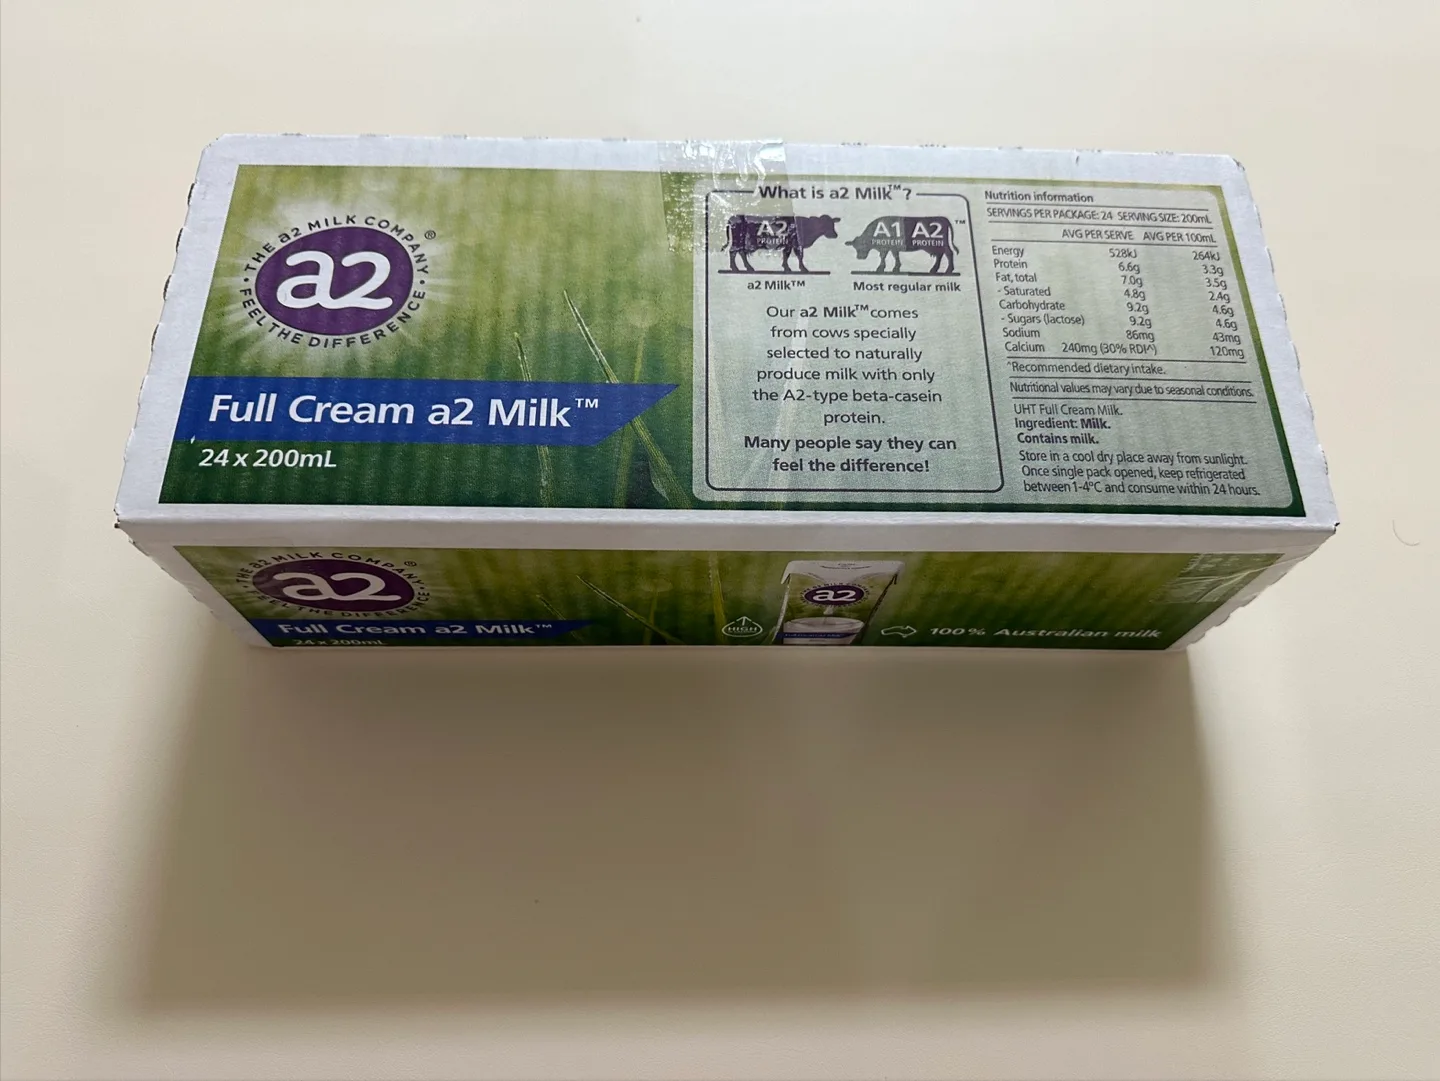 THE a2 MILK COMPANY ®
a2
FEEL THE DIFFERENCE
Full Cream a2 Milk™
24 x 200mL
What is a2 Milk™?
A2
PROTEIN
A1 A2 ™
PROTEIN PROTEIN
a2 Milk™ Most regular milk
Our a2 Milk™ comes
from cows specially
selected to naturally
produce milk with only
the A2-type beta-casein
protein.
Many people say they can
feel the difference!
Nutrition information
SERVINGS PER PACKAGE: 24 SERVING SIZE: 200mL
AVG PER SERVE AVG PER 100mL
Energy 528kJ 264kJ
Protein 6.6g 3.3g
Fat, total 7.0g 3.5g
- Saturated 4.8g 2.4g
Carbohydrate 9.2g 4.6g
- Sugars (lactose) 9.2g 4.6g
Sodium 86mg 43mg
Calcium 240mg (30% RDI^) 120mg
^Recommended dietary intake.
Nutritional values may vary due to seasonal conditions.
UHT Full Cream Milk.
Ingredient: Milk.
Contains milk.
Store in a cool dry place away from sunlight.
Once single pack opened, keep refrigerated
between 1-4°C and consume within 24 hours.
THE a2 MILK COMPANY ®
a2
FEEL THE DIFFERENCE
Full Cream a2 Milk™
24 x 200mL
HIGH
a2
100% Australian milk